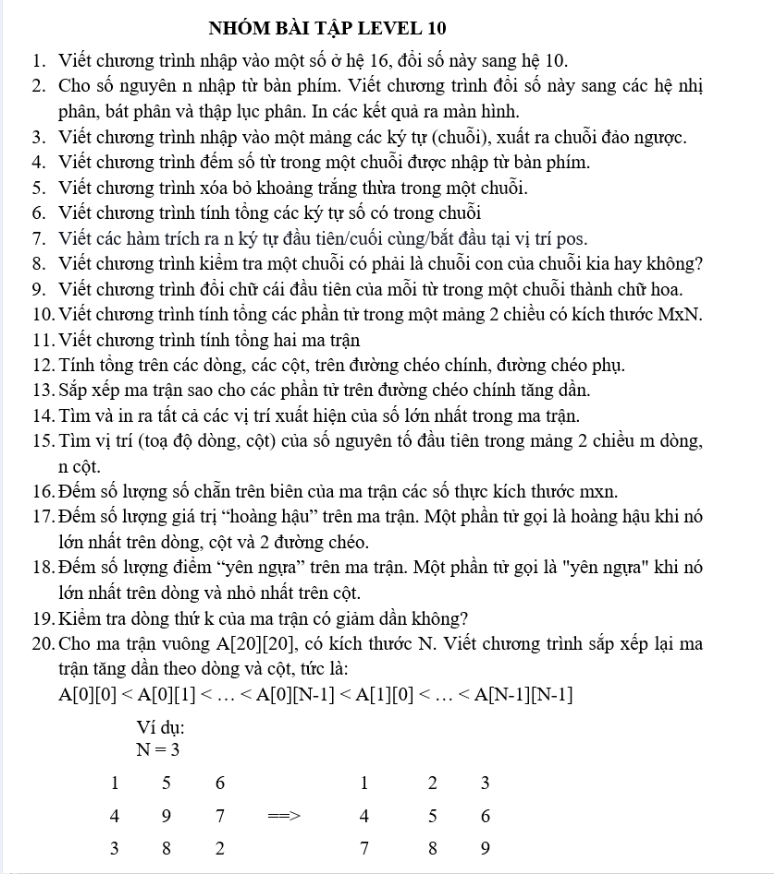 NHÓM BÀI TẬP LEVEL 10
1. Viết chương trình nhập vào một số ở hệ 16, đổi số này sang hệ 10.
2. Cho số nguyên n nhập từ bàn phím. Viết chương trình đổi số này sang các hệ nhị
phân, bát phân và thập lục phân. In các kết quả ra màn hình.
3. Viết chương trình nhập vào một mảng các ký tự (chuỗi), xuất ra chuỗi đảo ngược.
4. Viết chương trình đếm số từ trong một chuỗi được nhập từ bàn phím.
5. Viết chương trình xóa bỏ khoảng trắng thừa trong một chuỗi.
6. Viết chương trình tính tổng các ký tự số có trong chuỗi
7. Viết các hàm trích ra n ký tự đầu tiên/cuối cùng/bắt đầu tại vị trí pos.
8. Viết chương trình kiểm tra một chuỗi có phải là chuỗi con của chuỗi kia hay không?
9. Viết chương trình đổi chữ cái đầu tiên của mỗi từ trong một chuỗi thành chữ hoa.
10. Viết chương trình tính tổng các phần tử trong một mảng 2 chiều có kích thước MxN.
11. Viết chương trình tính tổng hai ma trận
12. Tính tổng trên các dòng, các cột, trên đường chéo chính, đường chéo phụ.
13. Sắp xếp ma trận sao cho các phần tử trên đường chéo chính tăng dần.
14. Tìm và in ra tất cả các vị trí xuất hiện của số lớn nhất trong ma trận.
15. Tìm vị trí (toạ độ dòng, cột) của số nguyên tố đầu tiên trong mảng 2 chiều m dòng,
n cột.
16. Đếm số lượng số chẵn trên biên của ma trận các số thực kích thước mxn.
17. Đếm số lượng giá trị “hoàng hậu” trên ma trận. Một phần tử gọi là hoàng hậu khi nó
lớn nhất trên dòng, cột và 2 đường chéo.
18. Đếm số lượng điểm “yên ngựa” trên ma trận. Một phần tử gọi là "yên ngựa" khi nó
lớn nhất trên dòng và nhỏ nhất trên cột.
19. Kiểm tra dòng thứ k của ma trận có giảm dần không?
20. Cho ma trận vuông A[20][20], có kích thước N. Viết chương trình sắp xếp lại ma
trận tăng dần theo dòng và cột, tức là:
A[0][0] < A[0][1] < … < A[0][N-1] < A[1][0] < … < A[N-1][N-1]
Ví dụ:
N = 3
1 5 6 1 2 3
4 9 7 ==> 4 5 6
3 8 2 7 8 9